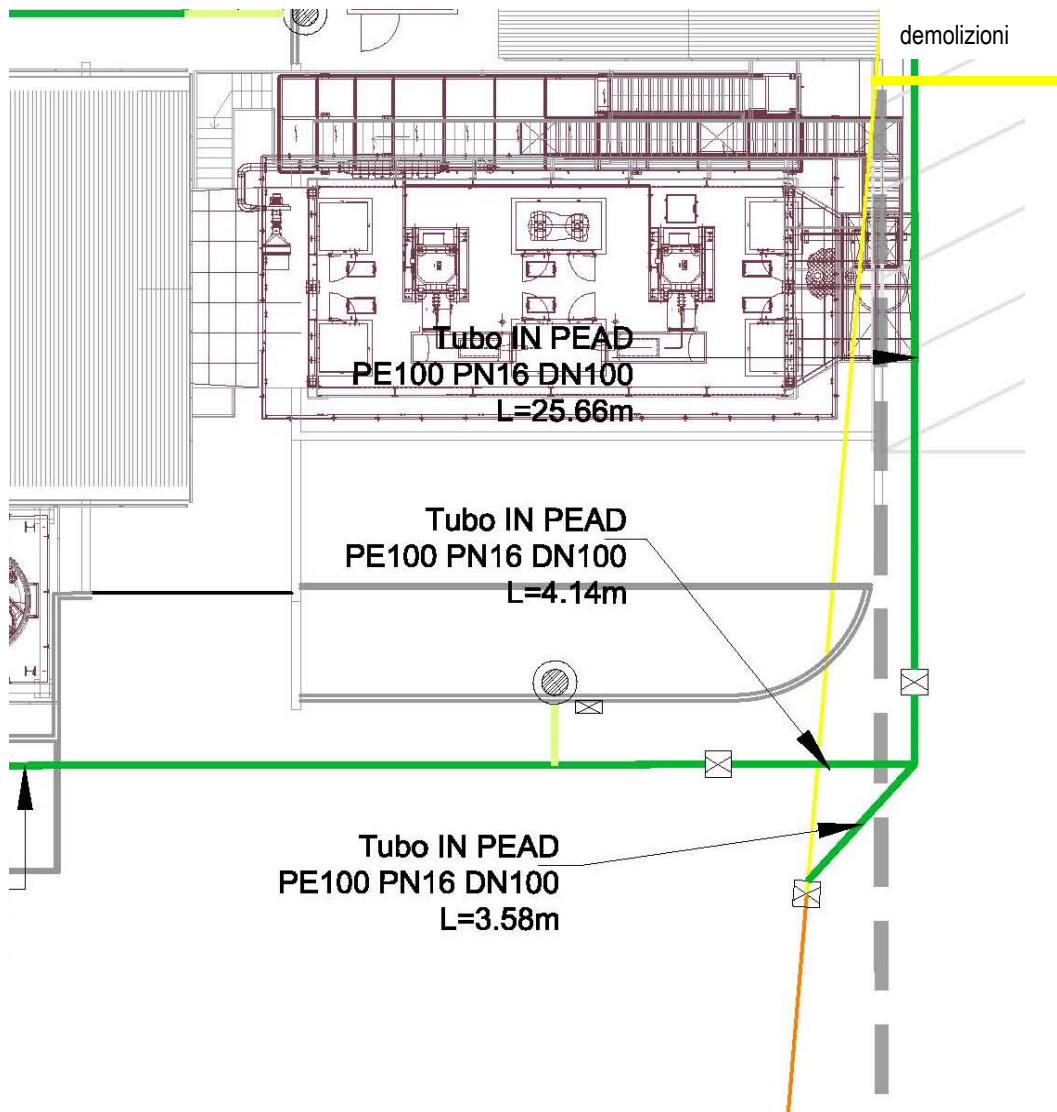 demolizioni
Tubo IN PEAD
PE100 PN16 DN100
L=25.66m
Tubo IN PEAD
PE100 PN16 DN100
L=4.14m
Tubo IN PEAD
PE100 PN16 DN100
L=3.58m